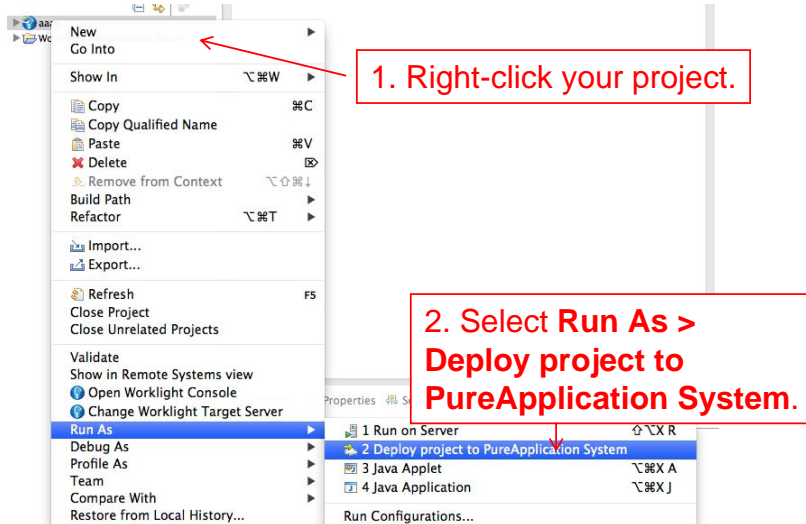 aaa
Wo
New
Go Into
1. Right-click your project.
Show In ⌥⌘W
Copy ⌘C
Copy Qualified Name
Paste ⌘V
Delete ⌦
Remove from Context ⌥⇧⌘↓
Build Path
Refactor ⌥⌘T
Import...
Export...
Refresh F5
Close Project
Close Unrelated Projects
2. Select Run As >
Deploy project to
PureApplication System.
Validate
Show in Remote Systems view
Open Worklight Console
Properties
Change Worklight Target Server
Run As
1 Run on Server ⇧⌥X R
Debug As
2 Deploy project to PureApplication System
Profile As
3 Java Applet ⌥⌘X A
Team
4 Java Application ⌥⌘X J
Compare With
Restore from Local History...
Run Configurations...